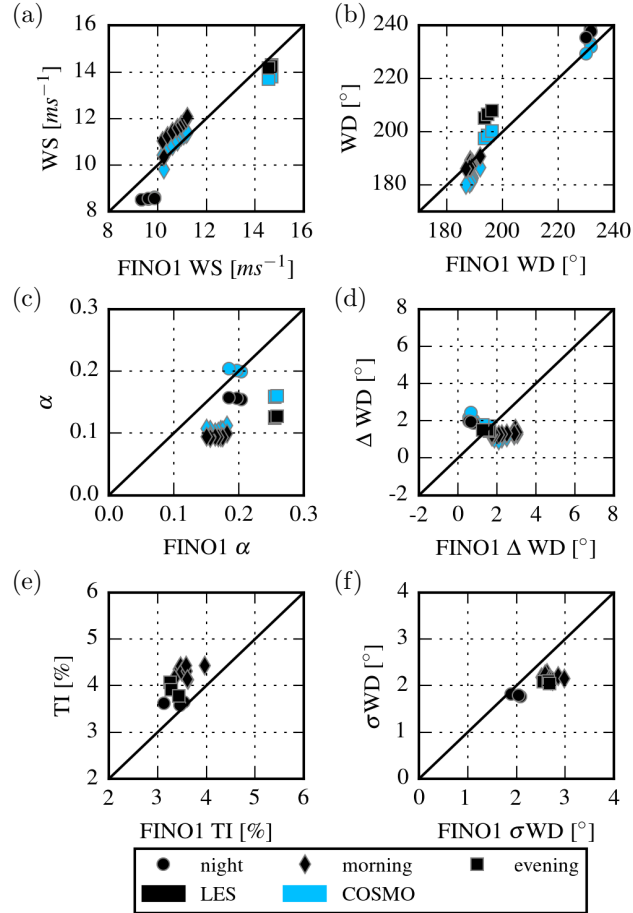 (a)
16
14
12
10
8
WS [ms⁻¹]
8 10 12 14 16
FINO1 WS [ms⁻¹]
(b)
240
220
200
180
WD [°]
180 200 220 240
FINO1 WD [°]
(c)
0.3
0.2
0.1
0.0
α
0.0 0.1 0.2 0.3
FINO1 α
(d)
8
6
4
2
0
-2
Δ WD [°]
-2 0 2 4 6 8
FINO1 Δ WD [°]
(e)
6
5
4
3
2
TI [%]
2 3 4 5 6
FINO1 TI [%]
(f)
4
3
2
1
0
σWD [°]
0 1 2 3 4
FINO1 σWD [°]
night morning evening
LES COSMO